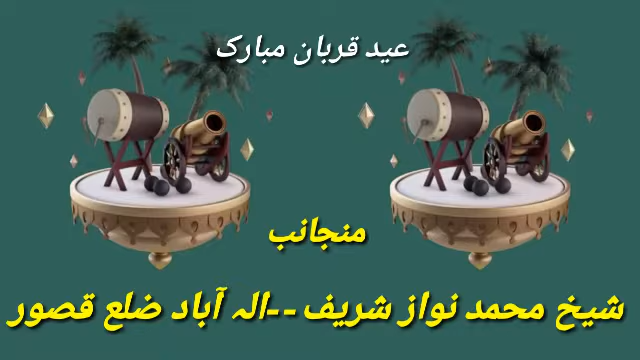 عید قربان مبارک
منجانب
شیخ محمد نواز شریف--الہ آباد ضلع قصور